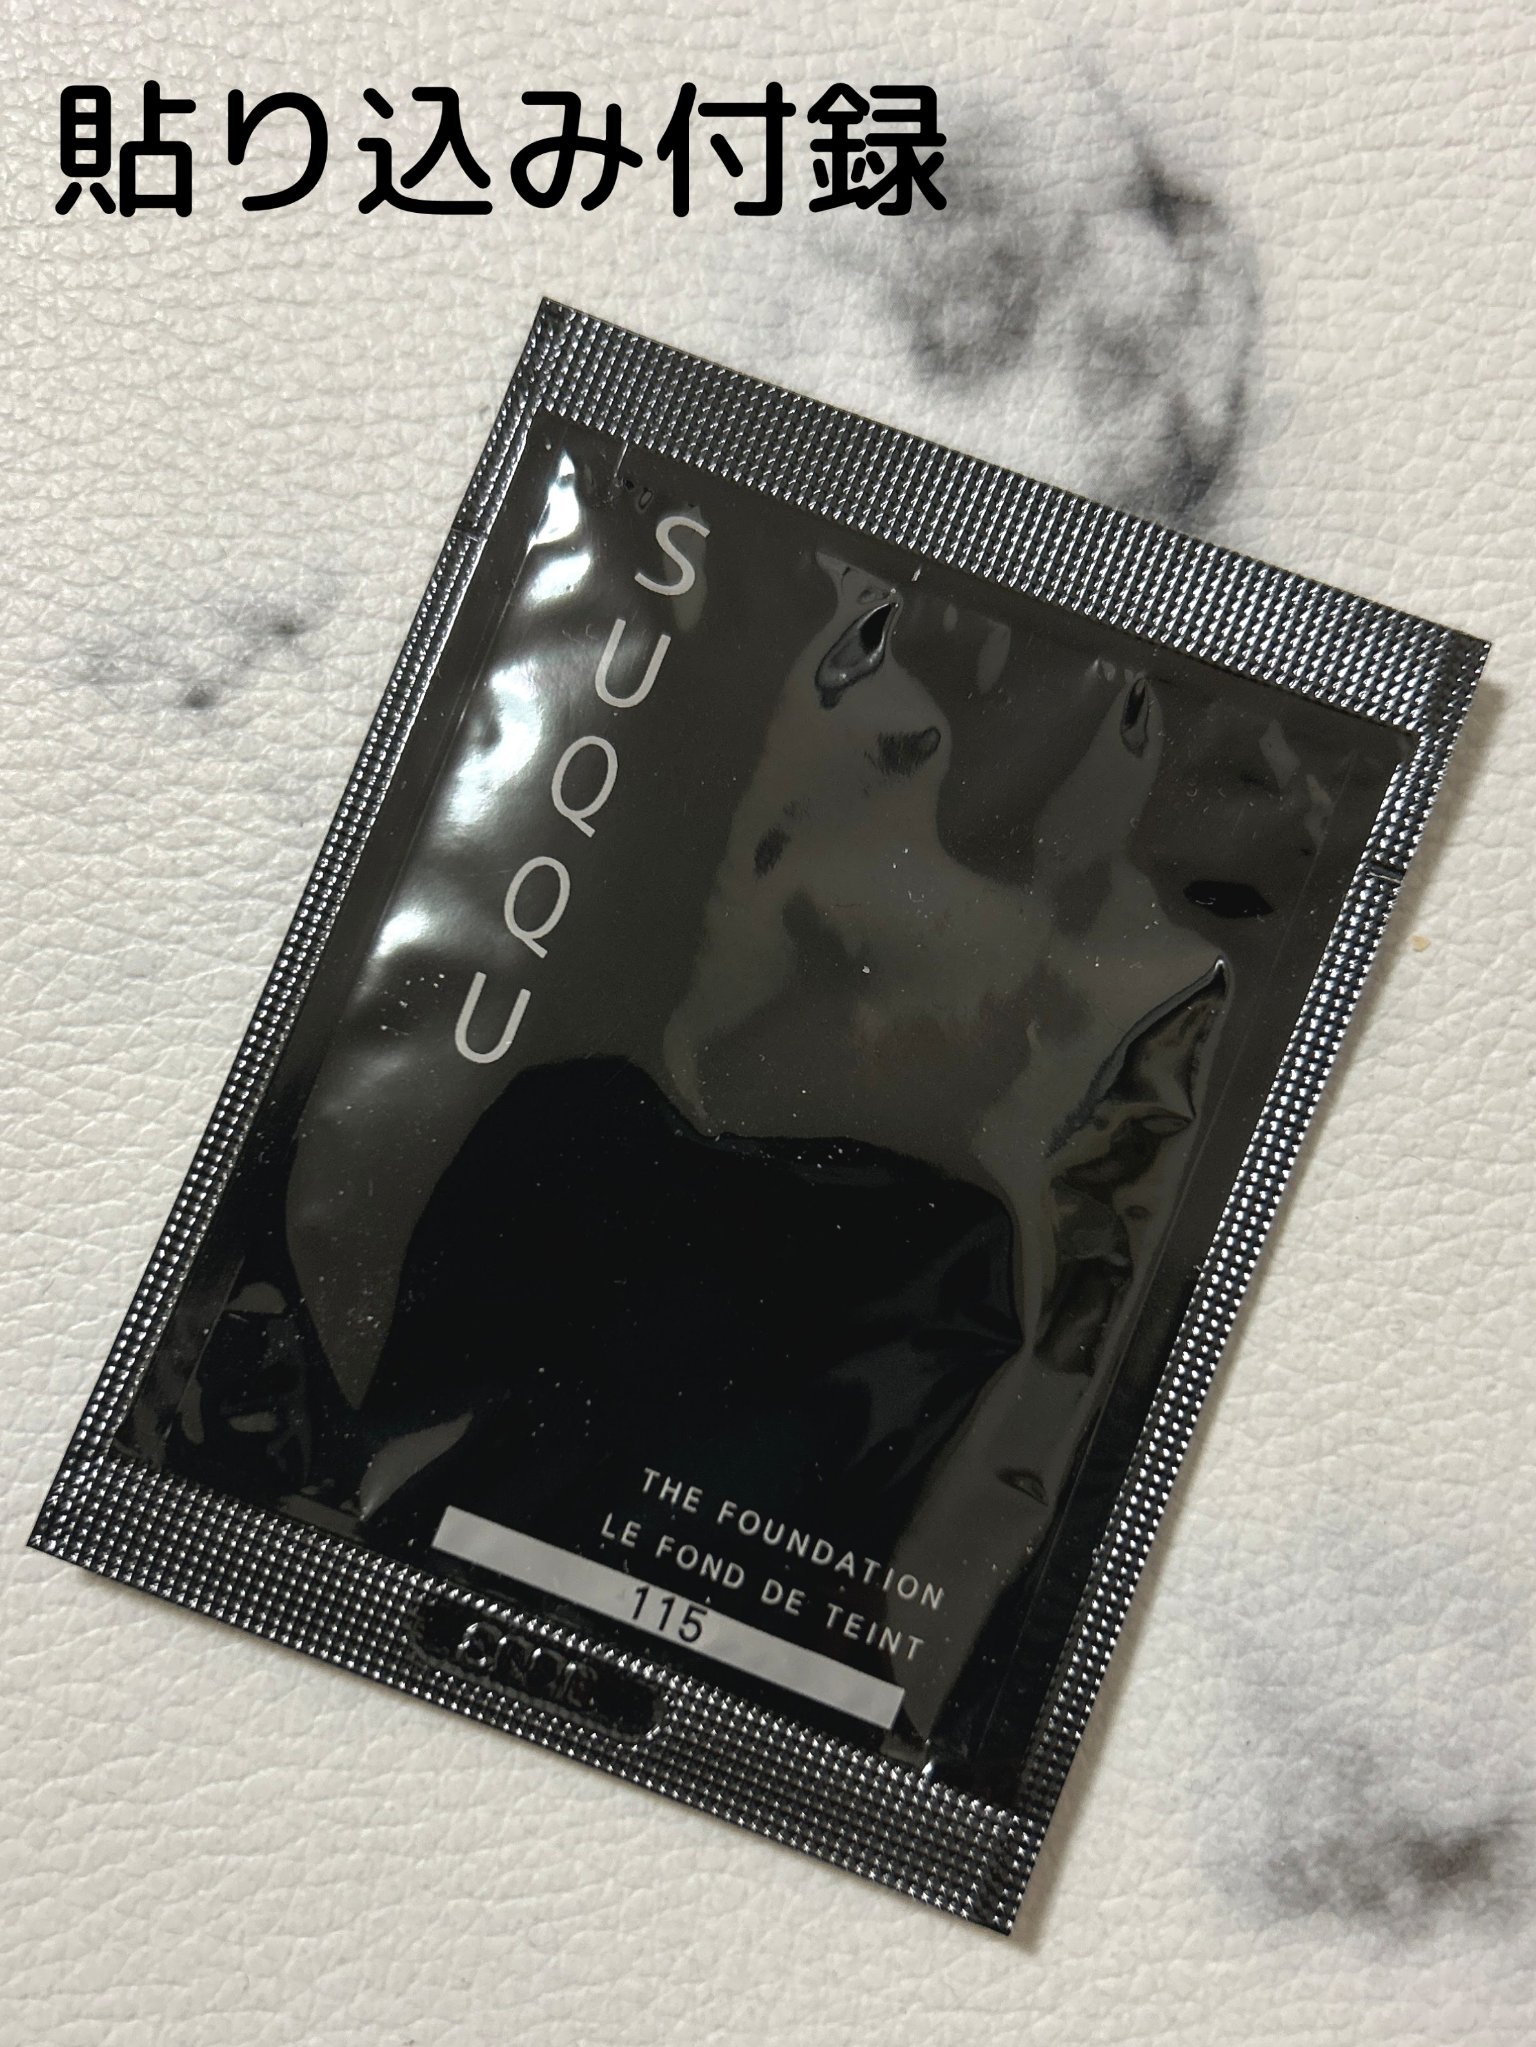 貼り込み付録
SUQQU
THE FOUNDATION
LE FOND DE TEINT
115